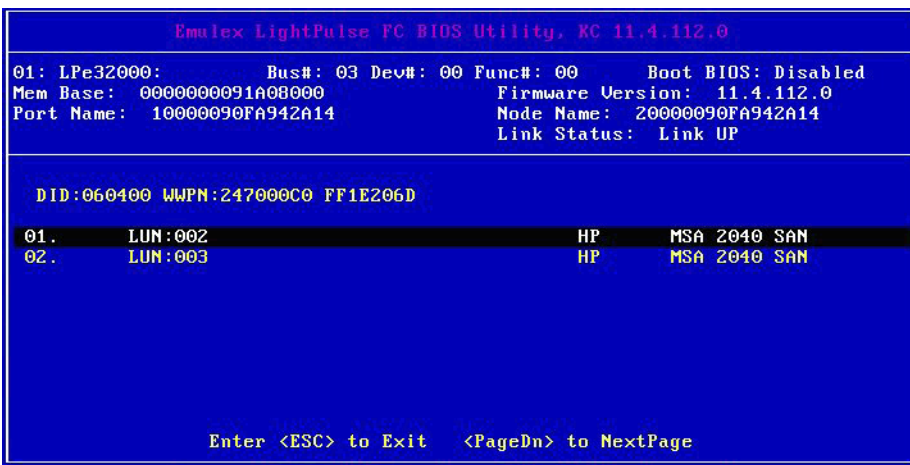 Emulex LightPulse FC BIOS Utility, KC 11.4.112.0
01: LPe32000: Bus#: 03 Dev#: 00 Func#: 00 Boot BIOS: Disabled
Mem Base: 0000000091A08000 Firmware Version: 11.4.112.0
Port Name: 10000090FA942A14 Node Name: 20000090FA942A14
Link Status: Link UP
DID:060400 WWPN:247000C0 FF1E206D
01. LUN:002 HP MSA 2040 SAN
02. LUN:003 HP MSA 2040 SAN
Enter <ESC> to Exit <PageDn> to NextPage